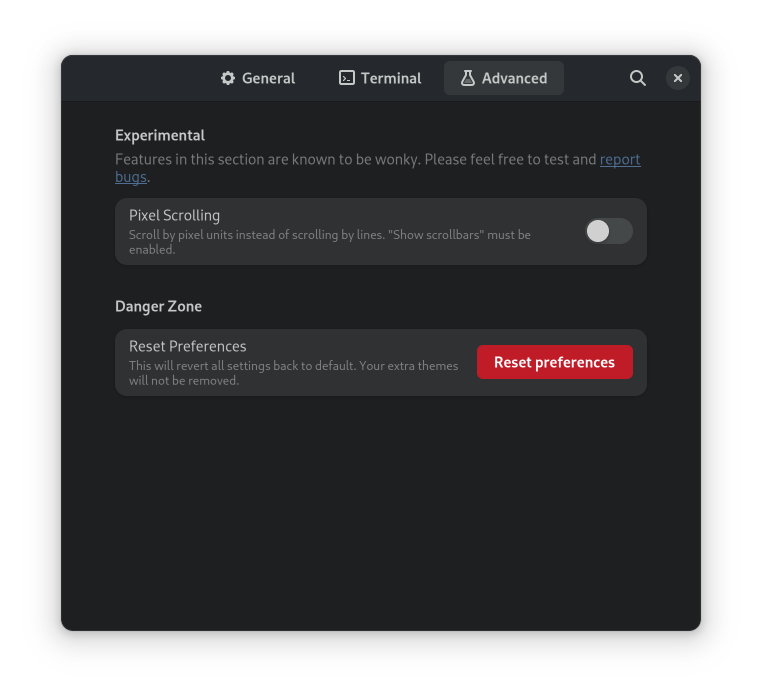 General Terminal Advanced
Experimental
Features in this section are known to be wonky. Please feel free to test and report
bugs.
Pixel Scrolling
Scroll by pixel units instead of scrolling by lines. "Show scrollbars" must be
enabled.
Danger Zone
Reset Preferences
This will revert all settings back to default. Your extra themes
will not be removed.
Reset preferences